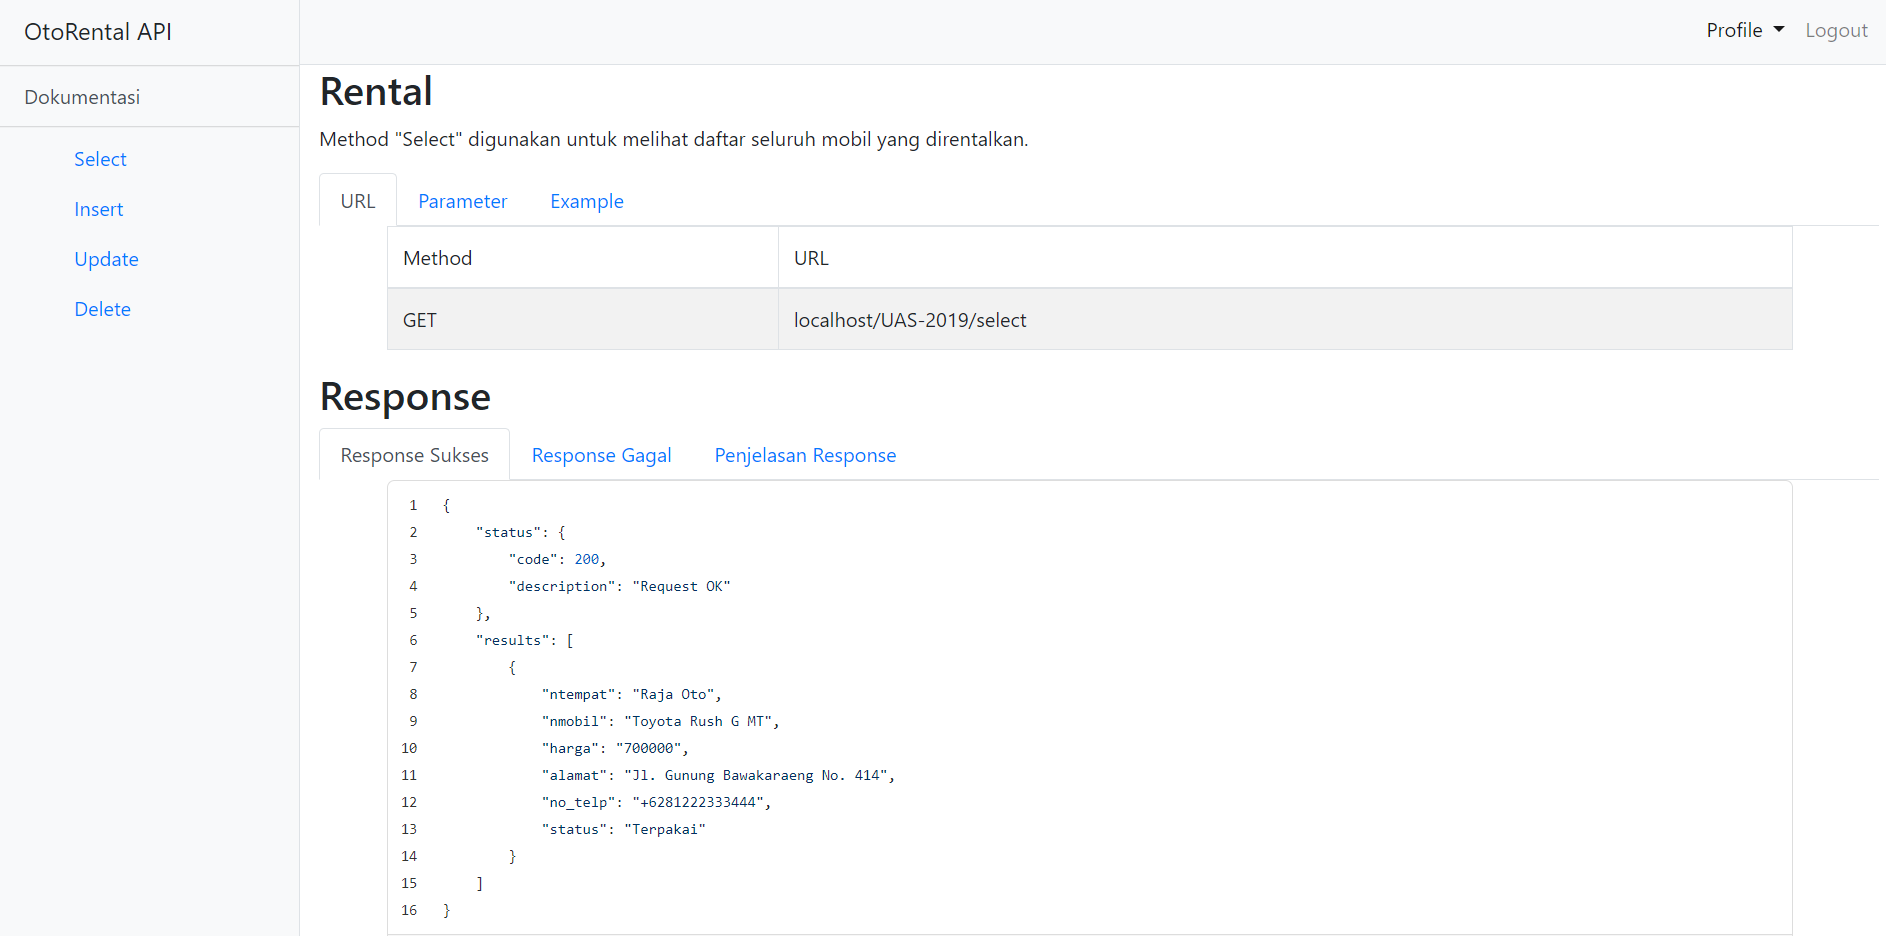 OtoRental API
Profile Logout
Dokumentasi
Select
Insert
Update
Delete
Rental
Method "Select" digunakan untuk melihat daftar seluruh mobil yang direntalkan.
URL Parameter Example
Method URL
GET localhost/UAS-2019/select
Response
Response Sukses Response Gagal Penjelasan Response
1 {
2 "status": {
3 "code": 200,
4 "description": "Request OK"
5 },
6 "results": [
7 {
8 "ntempat": "Raja Oto",
9 "nmobil": "Toyota Rush G MT",
10 "harga": "700000",
11 "alamat": "Jl. Gunung Bawakaraeng No. 414",
12 "no_telp": "+6281222333444",
13 "status": "Terpakai"
14 }
15 ]
16 }